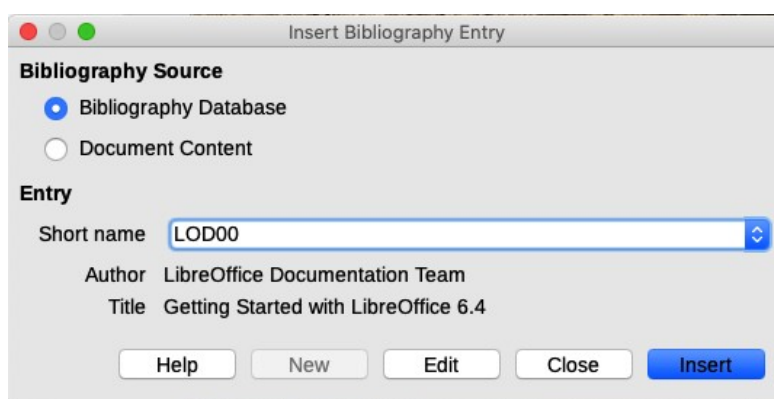 Insert Bibliography Entry
Bibliography Source
Bibliography Database
Document Content
Entry
Short name LOD00
Author LibreOffice Documentation Team
Title Getting Started with LibreOffice 6.4
Help New Edit Close Insert